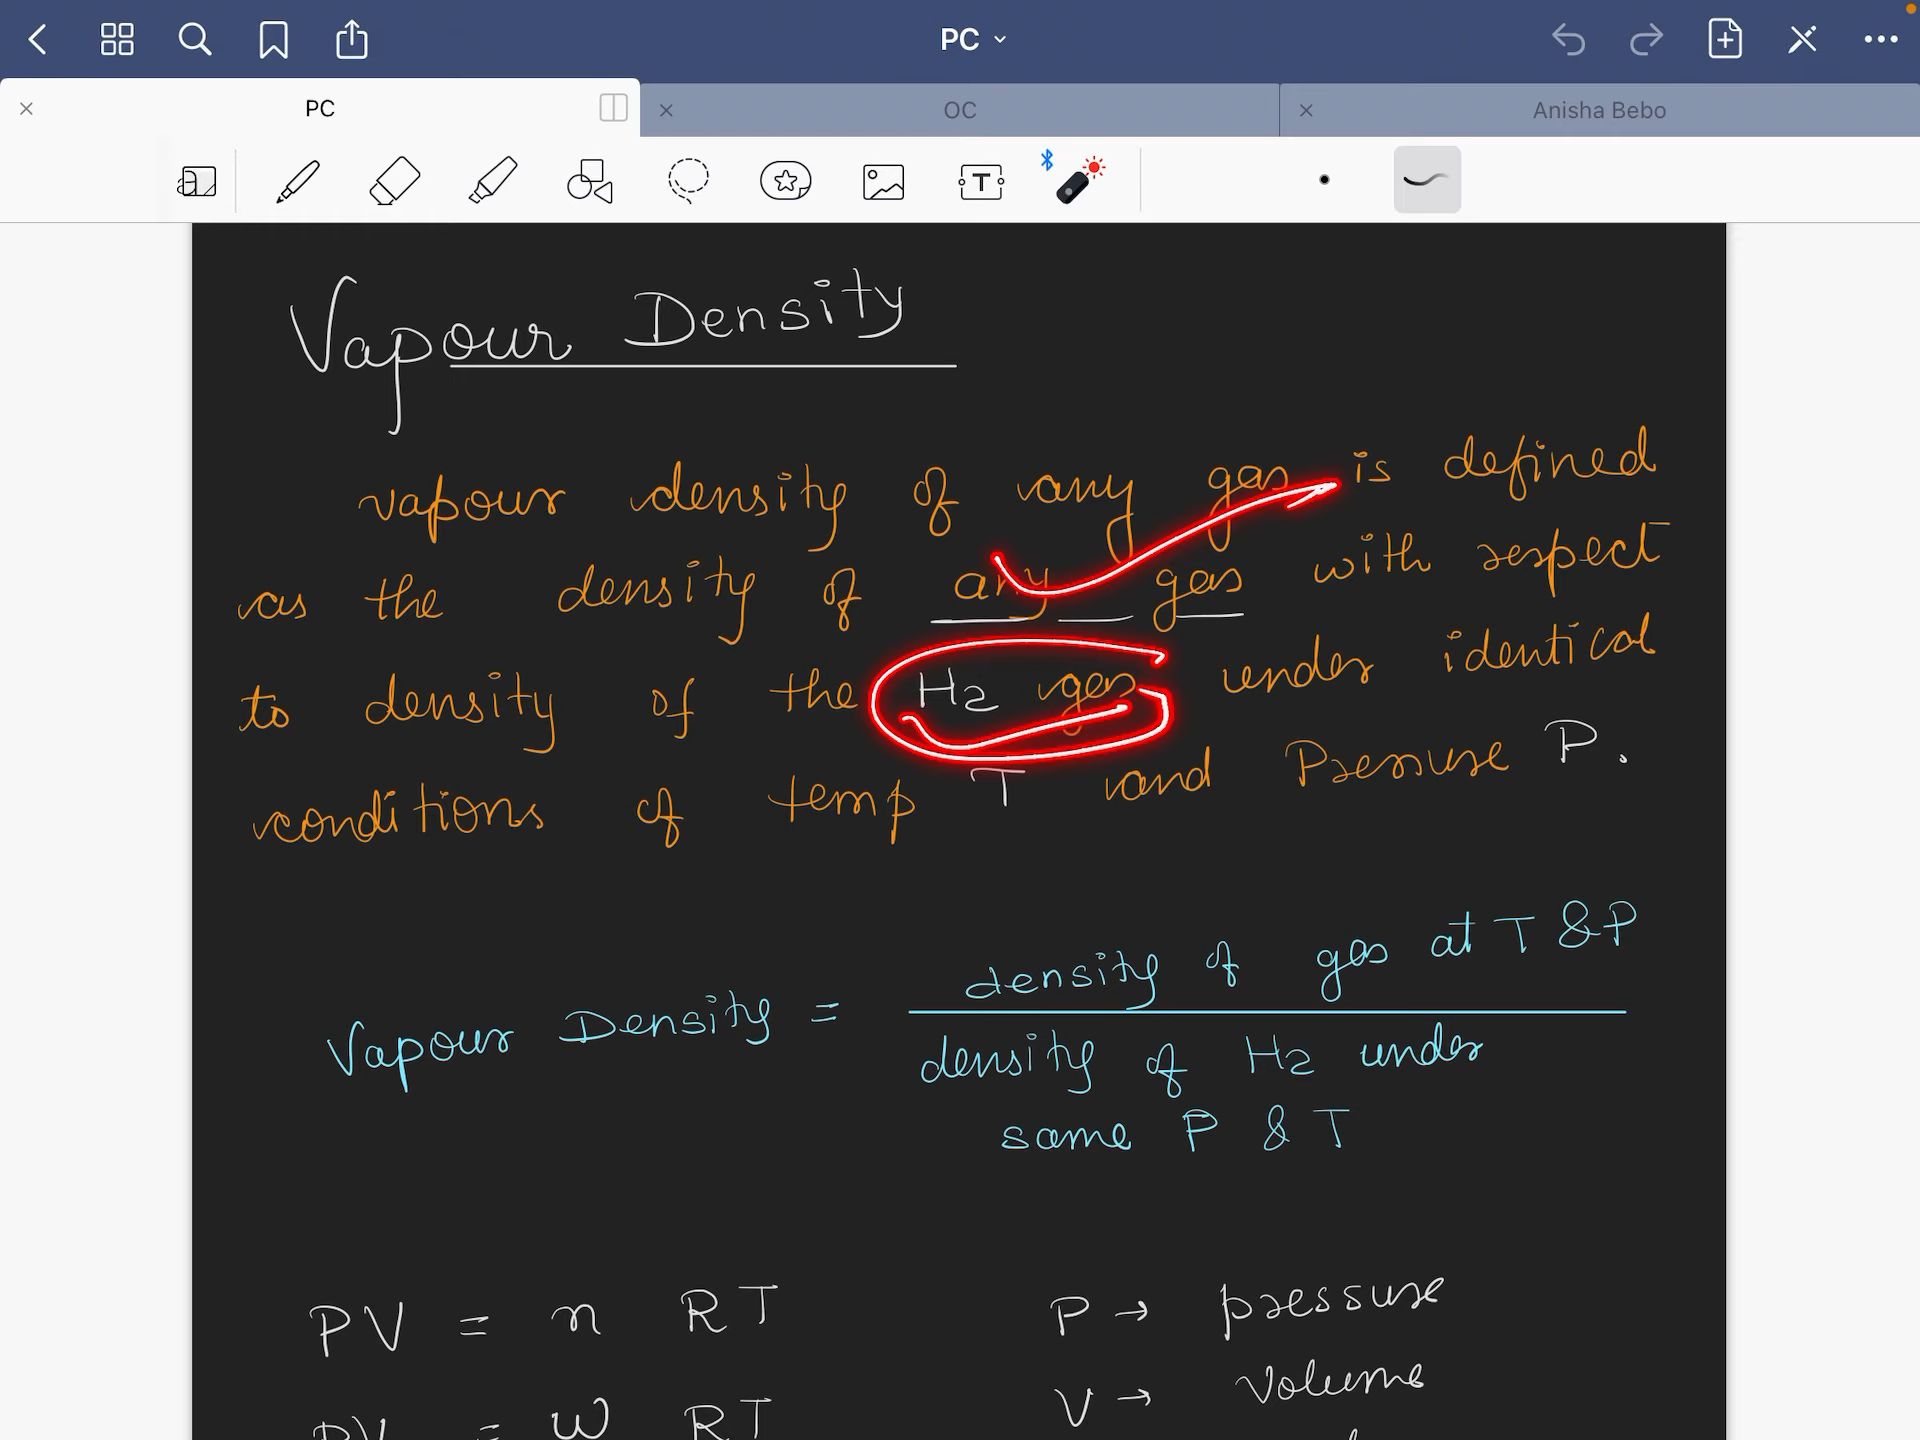 PC
PC
OC
Anisha Bebo
Vapour Density
vapour density of any gas is defined
as the density of any gas with respect
to density of the H2 gas under identical
conditions of temp T and Pressure P.
Vapour Density = density of gas at T & P
density of H2 under
same P & T
PV = n RT
P → pressure
V → Volume
PV = W RT